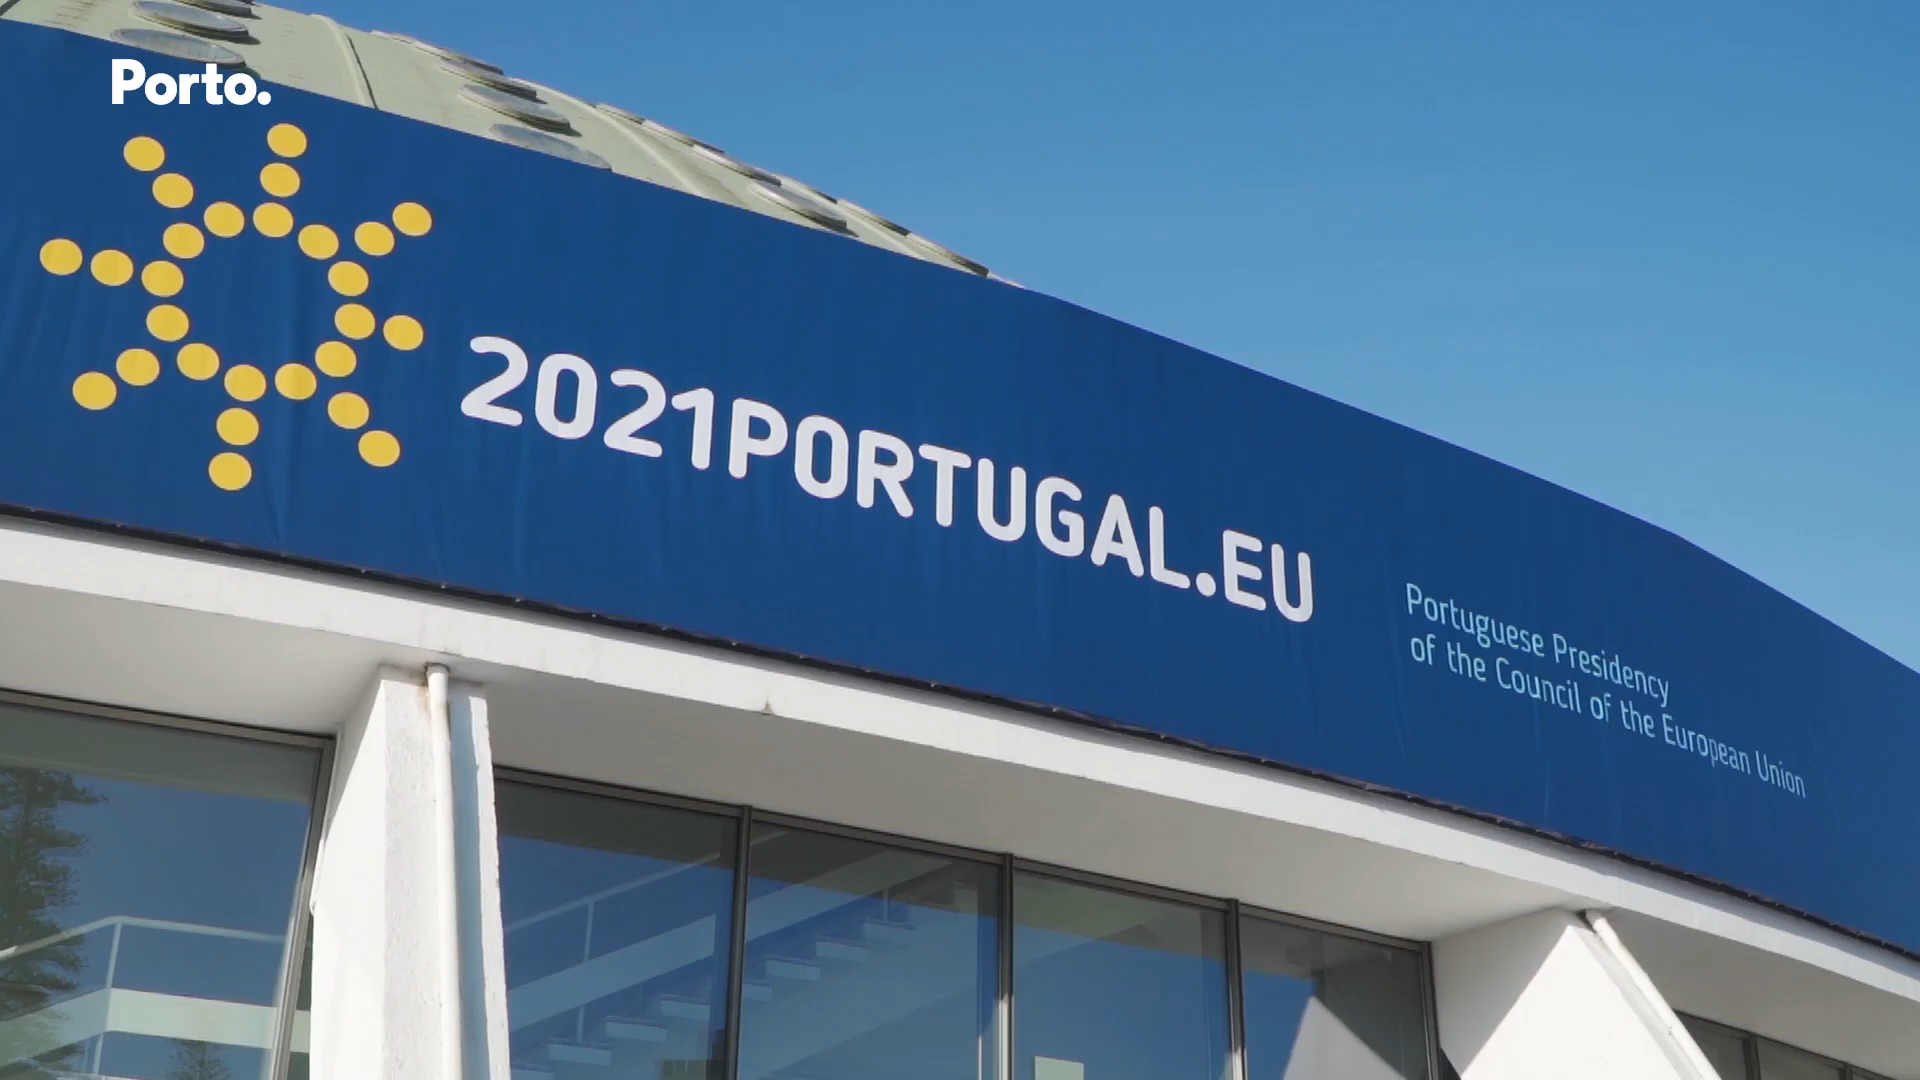 Porto.
2021PORTUGAL.EU
Portuguese Presidency
of the Council of the European Union